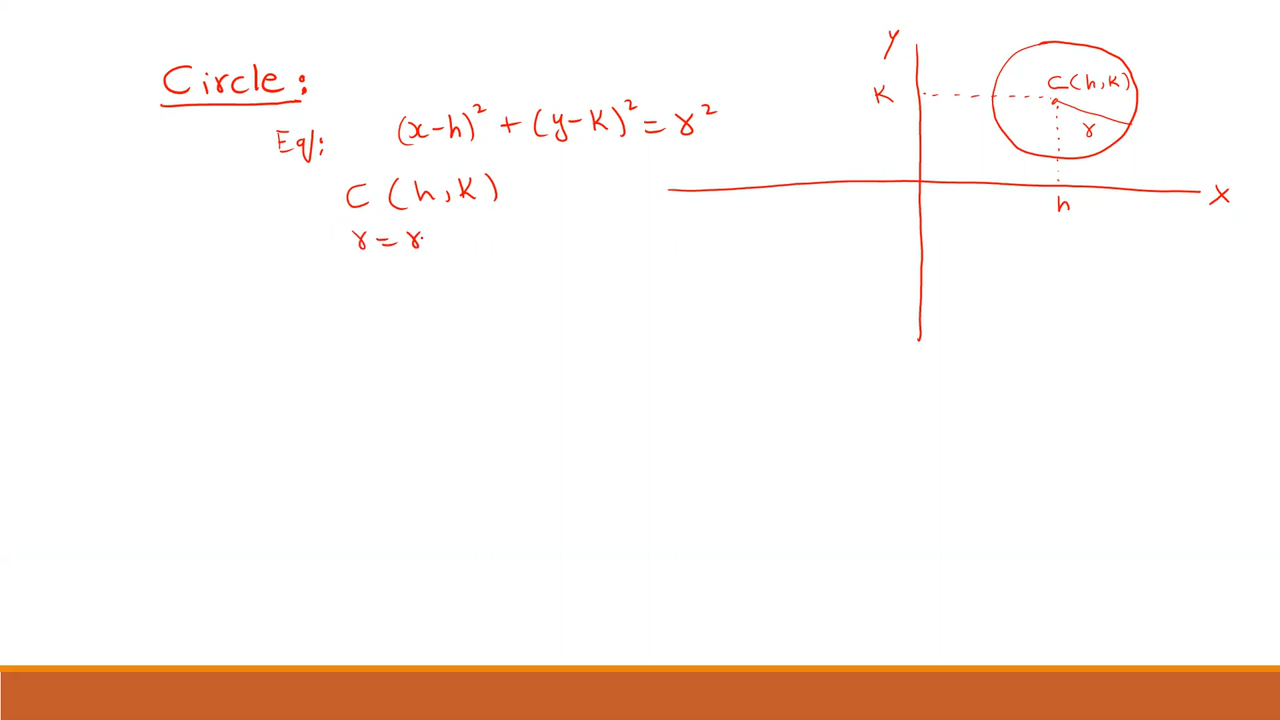 Circle:
Eq: (x-h)² + (y-k)² = r²
C (h, k)
r = r
Y
K
C(h, k)
r
h
X